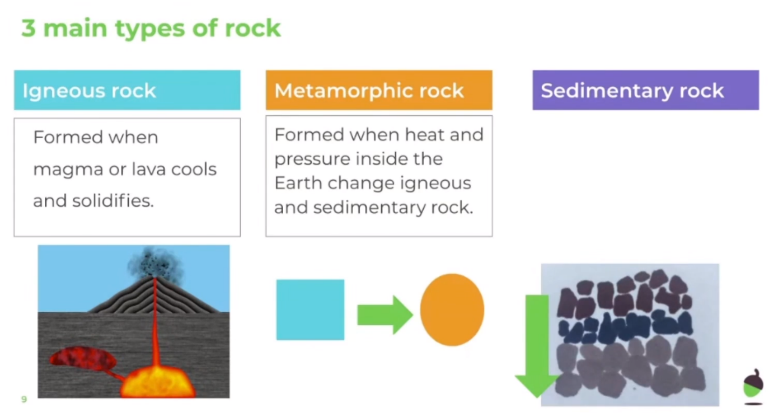 3 main types of rock
Igneous rock
Formed when
magma or lava cools
and solidifies.
Metamorphic rock
Formed when heat and
pressure inside the
Earth change igneous
and sedimentary rock.
Sedimentary rock
9